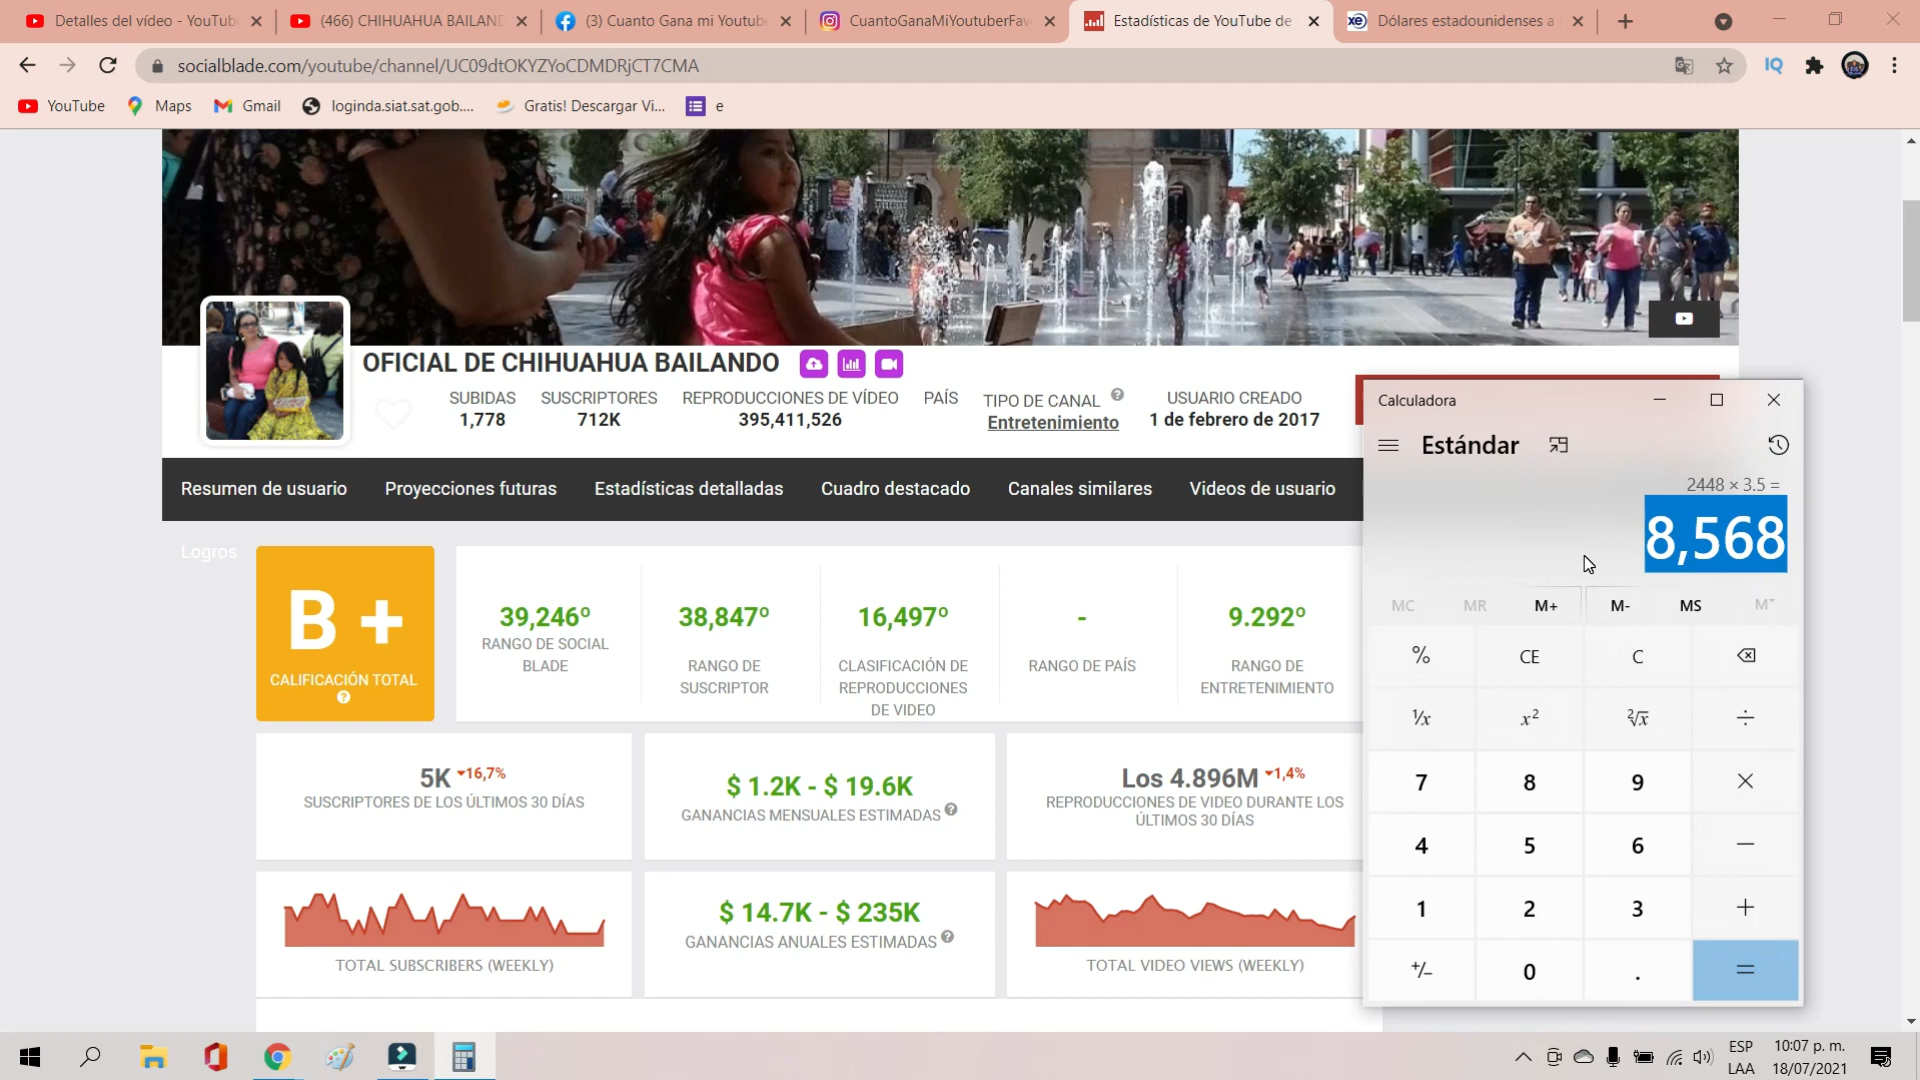 Detalles del vídeo - YouTub
(466) CHIHUAHUA BAILAND
(3) Cuanto Gana mi Youtube
CuantoGanaMiYoutuberFav
Estadísticas de YouTube de
Dólares estadounidenses a
socialblade.com/youtube/channel/UC09dtOKYZYoCDMDRjCT7CMA
IQ
YouTube
Maps
Gmail
loginda.siat.sat.gob....
Gratis! Descargar Vi...
e
OFICIAL DE CHIHUAHUA BAILANDO
SUBIDAS
1,778
SUSCRIPTORES
712K
REPRODUCCIONES DE VÍDEO
395,411,526
PAÍS
TIPO DE CANAL
Entretenimiento
USUARIO CREADO
1 de febrero de 2017
Resumen de usuario
Proyecciones futuras
Estadísticas detalladas
Cuadro destacado
Canales similares
Videos de usuario
Logros
B +
CALIFICACIÓN TOTAL
39,246º
RANGO DE SOCIAL
BLADE
38,847º
RANGO DE
SUSCRIPTOR
16,497º
CLASIFICACIÓN DE
REPRODUCCIONES
DE VIDEO
-
RANGO DE PAÍS
9.292º
RANGO DE
ENTRETENIMIENTO
5K 16,7%
SUSCRIPTORES DE LOS ÚLTIMOS 30 DÍAS
$ 1.2K - $ 19.6K
GANANCIAS MENSUALES ESTIMADAS
Los 4.896M 1,4%
REPRODUCCIONES DE VIDEO DURANTE LOS
ÚLTIMOS 30 DÍAS
TOTAL SUBSCRIBERS (WEEKLY)
$ 14.7K - $ 235K
GANANCIAS ANUALES ESTIMADAS
TOTAL VIDEO VIEWS (WEEKLY)
Calculadora
Estándar
2448 × 3.5 =
8,568
MC MR M+ M- MS M˅
% CE C
¹/x x² ²√x ÷
7 8 9 ×
4 5 6 −
1 2 3 +
+/− 0 . =
ESP
LAA
10:07 p. m.
18/07/2021